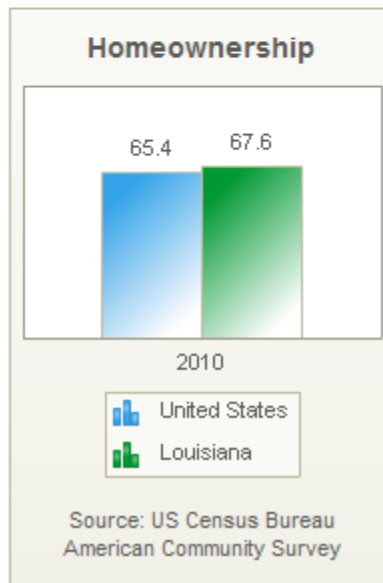 Homeownership
65.4
67.6
2010
United States
Louisiana
Source: US Census Bureau
American Community Survey